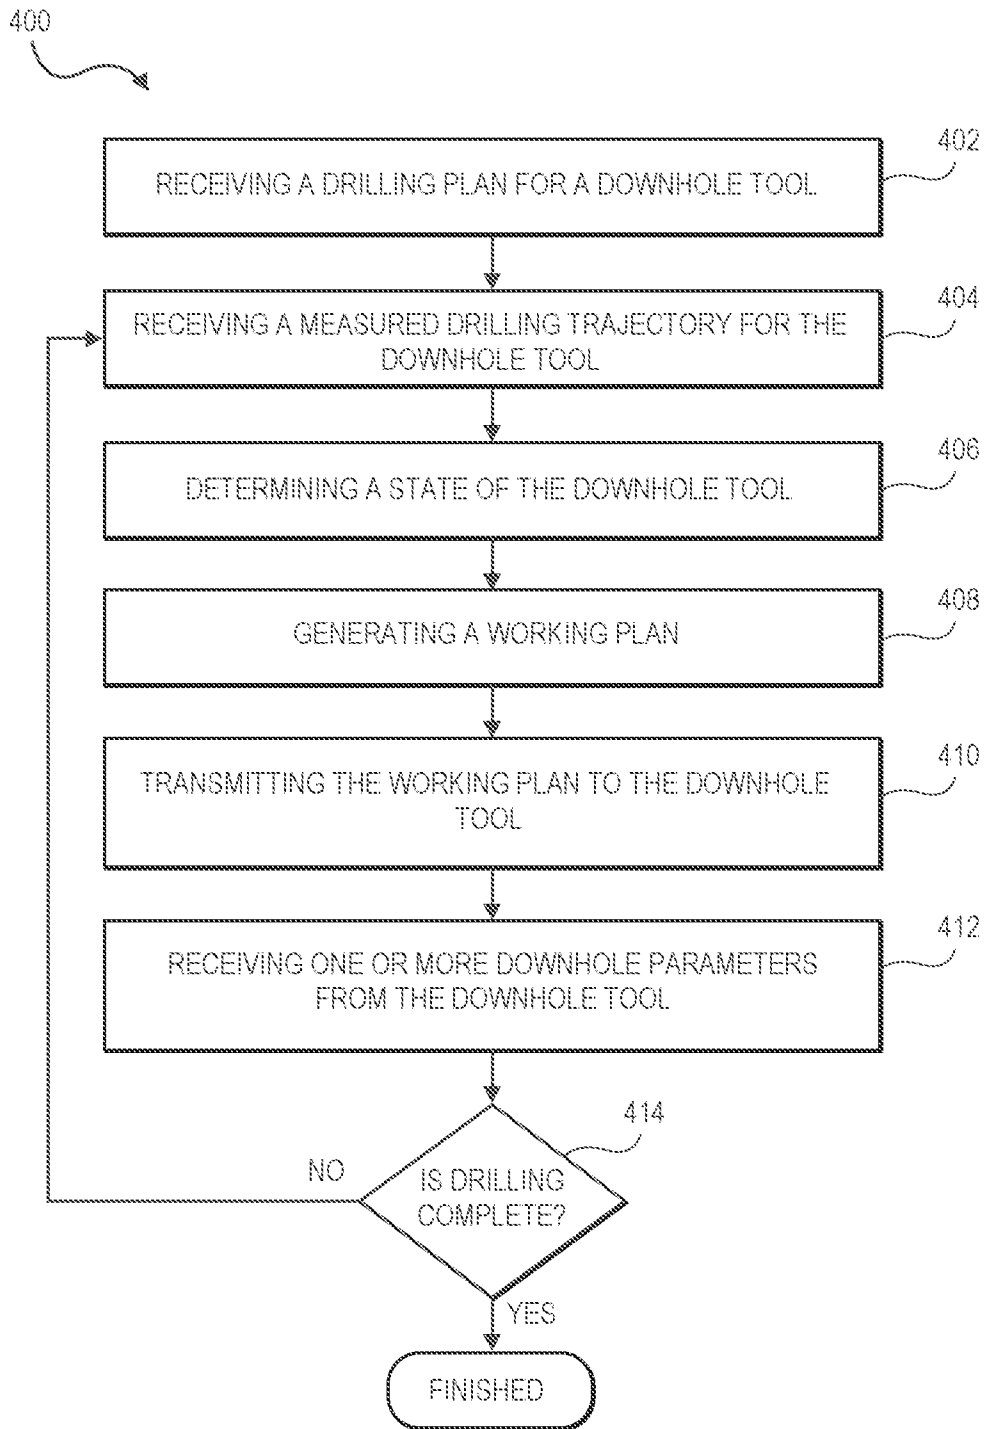 400
402
RECEIVING A DRILLING PLAN FOR A DOWNHOLE TOOL
404
RECEIVING A MEASURED DRILLING TRAJECTORY FOR THE
DOWNHOLE TOOL
406
DETERMINING A STATE OF THE DOWNHOLE TOOL
408
GENERATING A WORKING PLAN
410
TRANSMITTING THE WORKING PLAN TO THE DOWNHOLE
TOOL
412
RECEIVING ONE OR MORE DOWNHOLE PARAMETERS
FROM THE DOWNHOLE TOOL
414
NO
IS DRILLING
COMPLETE?
YES
FINISHED